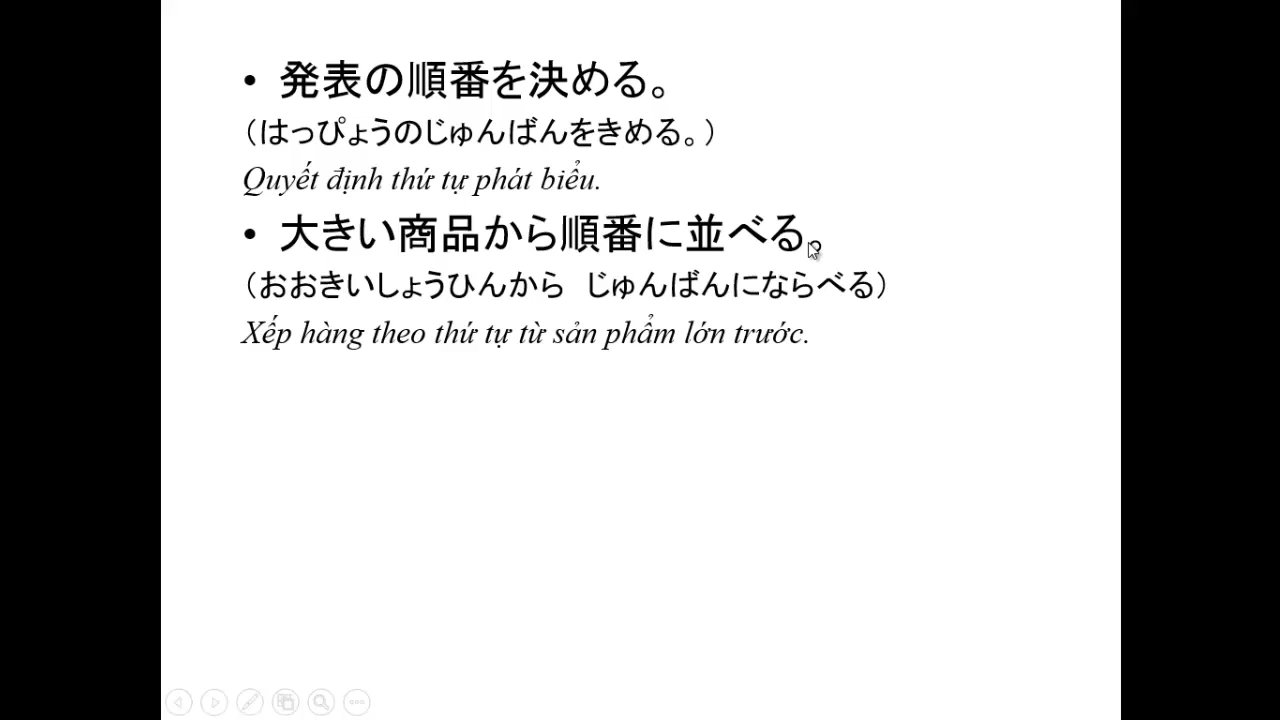 • 発表の順番を決める。
（はっぴょうのじゅんばんをきめる。）
Quyết định thứ tự phát biểu.
• 大きい商品から順番に並べる。
（おおきいしょうひんから　じゅんばんにならべる）
Xếp hàng theo thứ tự từ sản phẩm lớn trước.